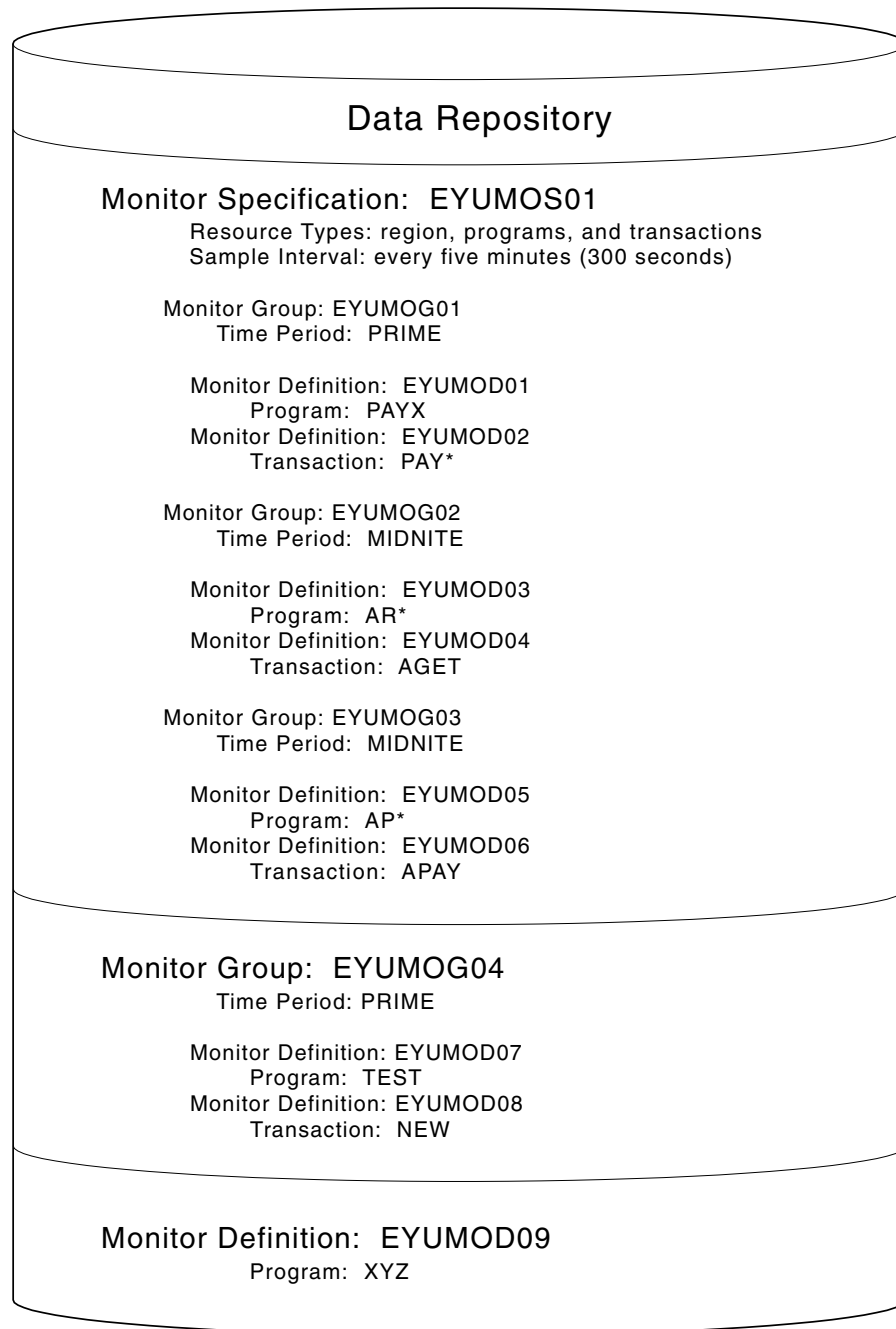 Data Repository
Monitor Specification: EYUMOS01
Resource Types: region, programs, and transactions
Sample Interval: every five minutes (300 seconds)
Monitor Group: EYUMOG01
Time Period: PRIME
Monitor Definition: EYUMOD01
Program: PAYX
Monitor Definition: EYUMOD02
Transaction: PAY*
Monitor Group: EYUMOG02
Time Period: MIDNITE
Monitor Definition: EYUMOD03
Program: AR*
Monitor Definition: EYUMOD04
Transaction: AGET
Monitor Group: EYUMOG03
Time Period: MIDNITE
Monitor Definition: EYUMOD05
Program: AP*
Monitor Definition: EYUMOD06
Transaction: APAY
Monitor Group: EYUMOG04
Time Period: PRIME
Monitor Definition: EYUMOD07
Program: TEST
Monitor Definition: EYUMOD08
Transaction: NEW
Monitor Definition: EYUMOD09
Program: XYZ